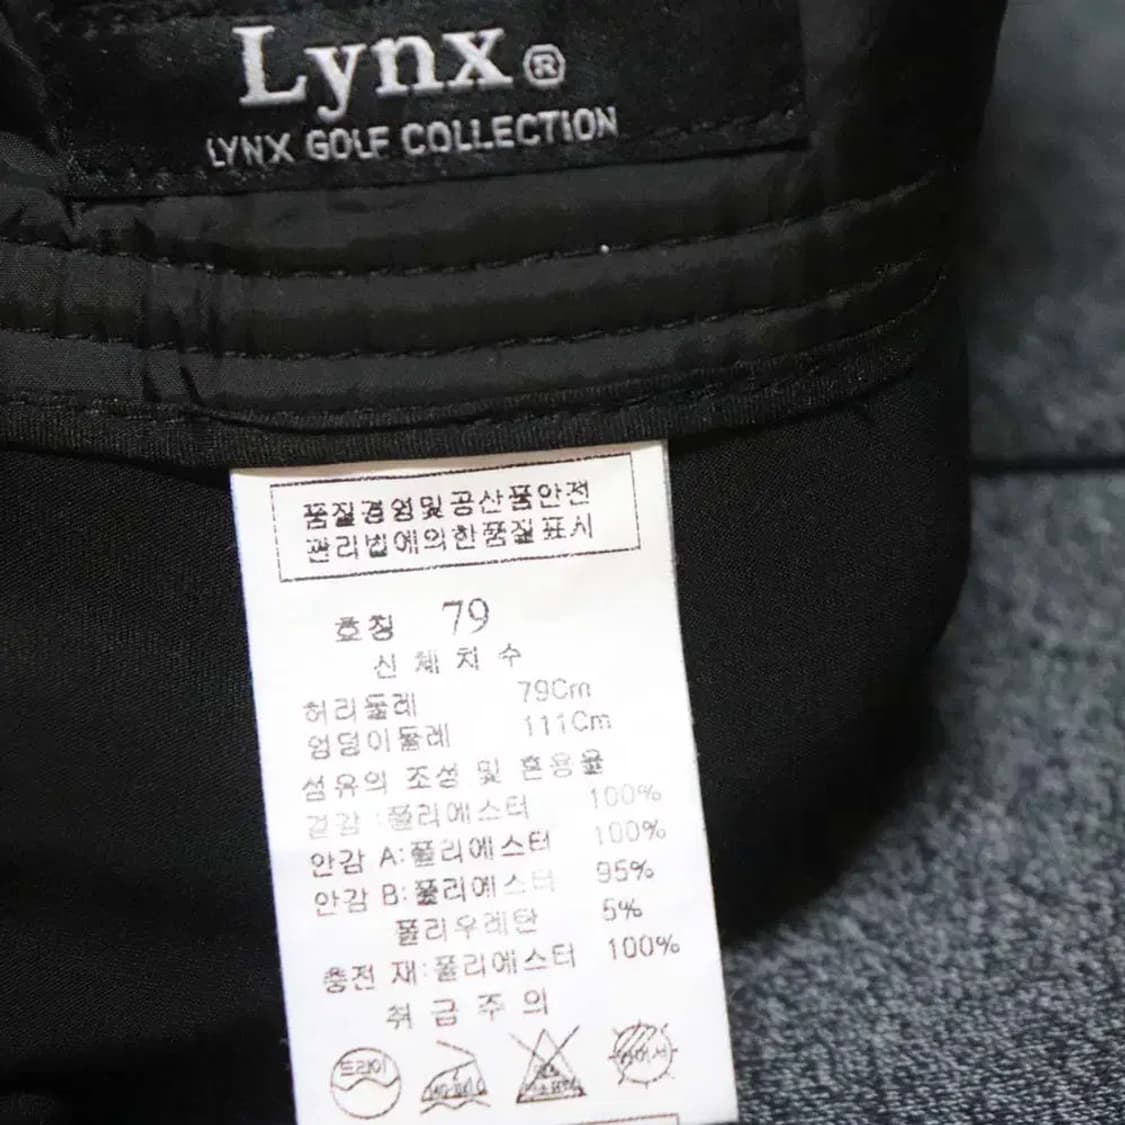 Lynx®
LYNX GOLF COLLECTION
품질경영및공산품안전
관리법에의한품질표시
호칭 79
신체치수
허리둘레 79Cm
엉덩이둘레 111Cm
섬유의 조성 및 혼용율
겉감 :폴리에스터 100%
안감 A:폴리에스터 100%
안감 B:폴리에스터 95%
폴리우레탄 5%
충전 재:폴리에스터 100%
취급주의
드라이